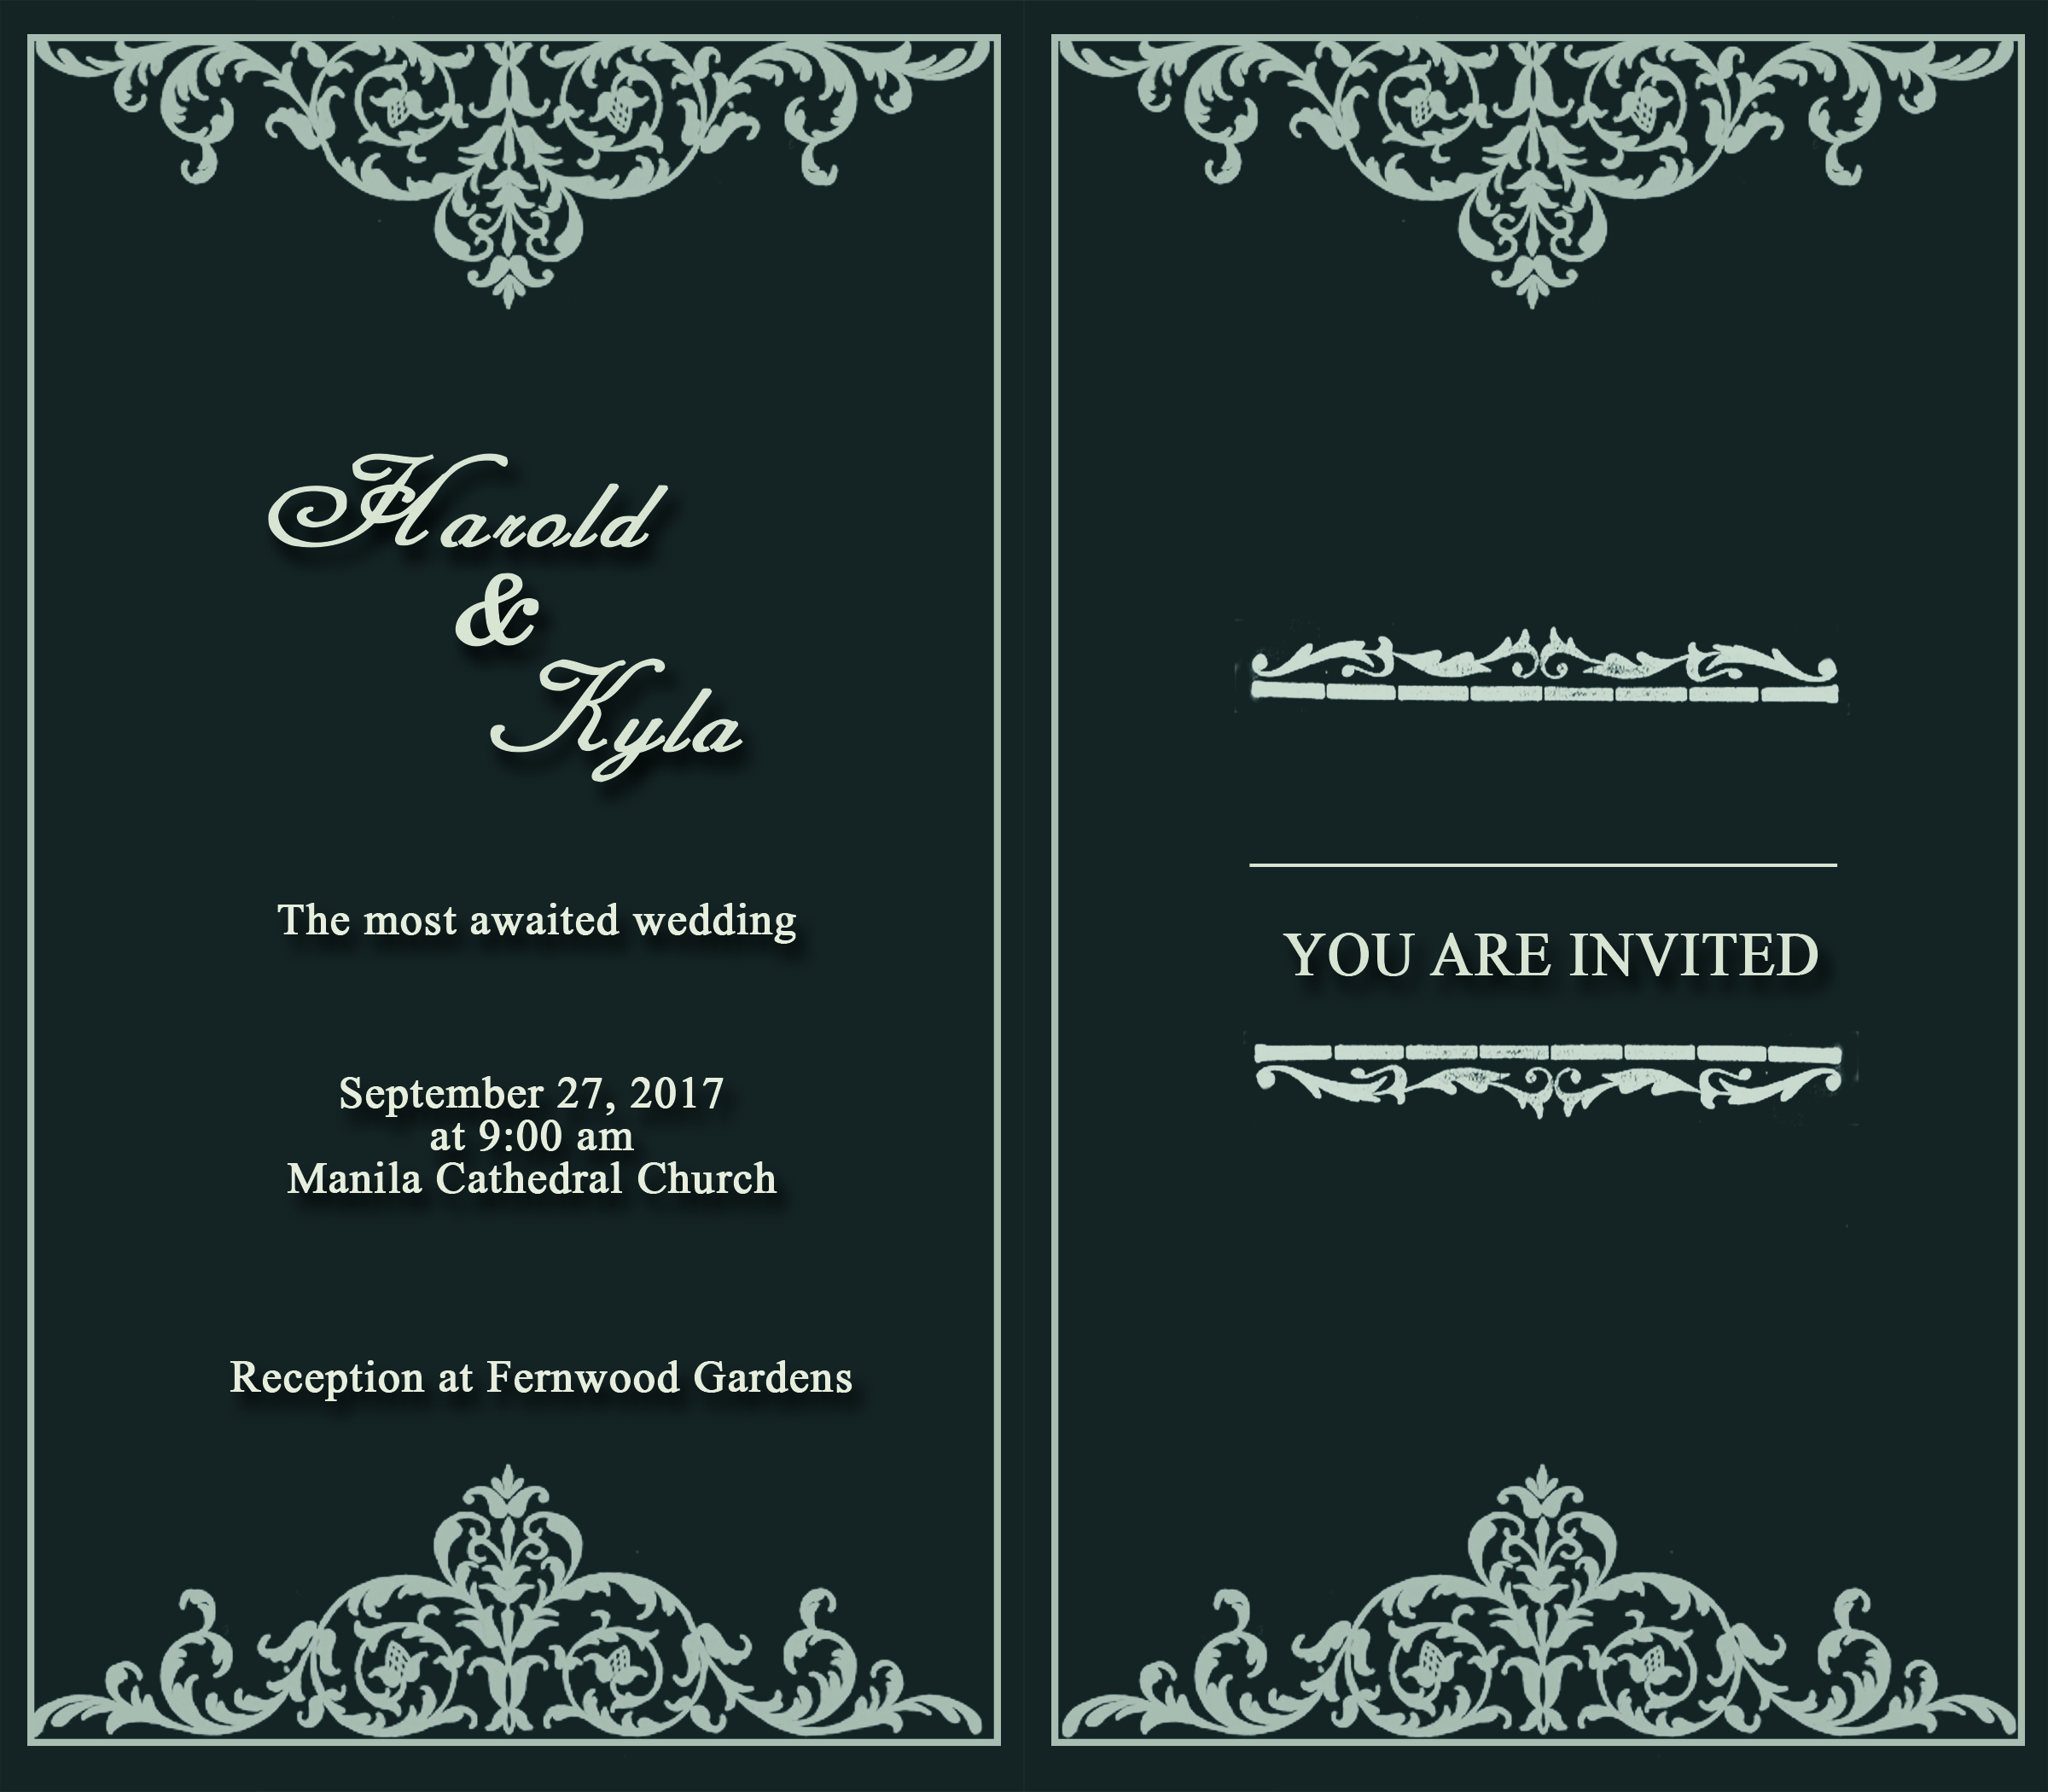 Harold
&
Kyla
The most awaited wedding
September 27, 2017
at 9:00 am
Manila Cathedral Church
Reception at Fernwood Gardens
YOU ARE INVITED